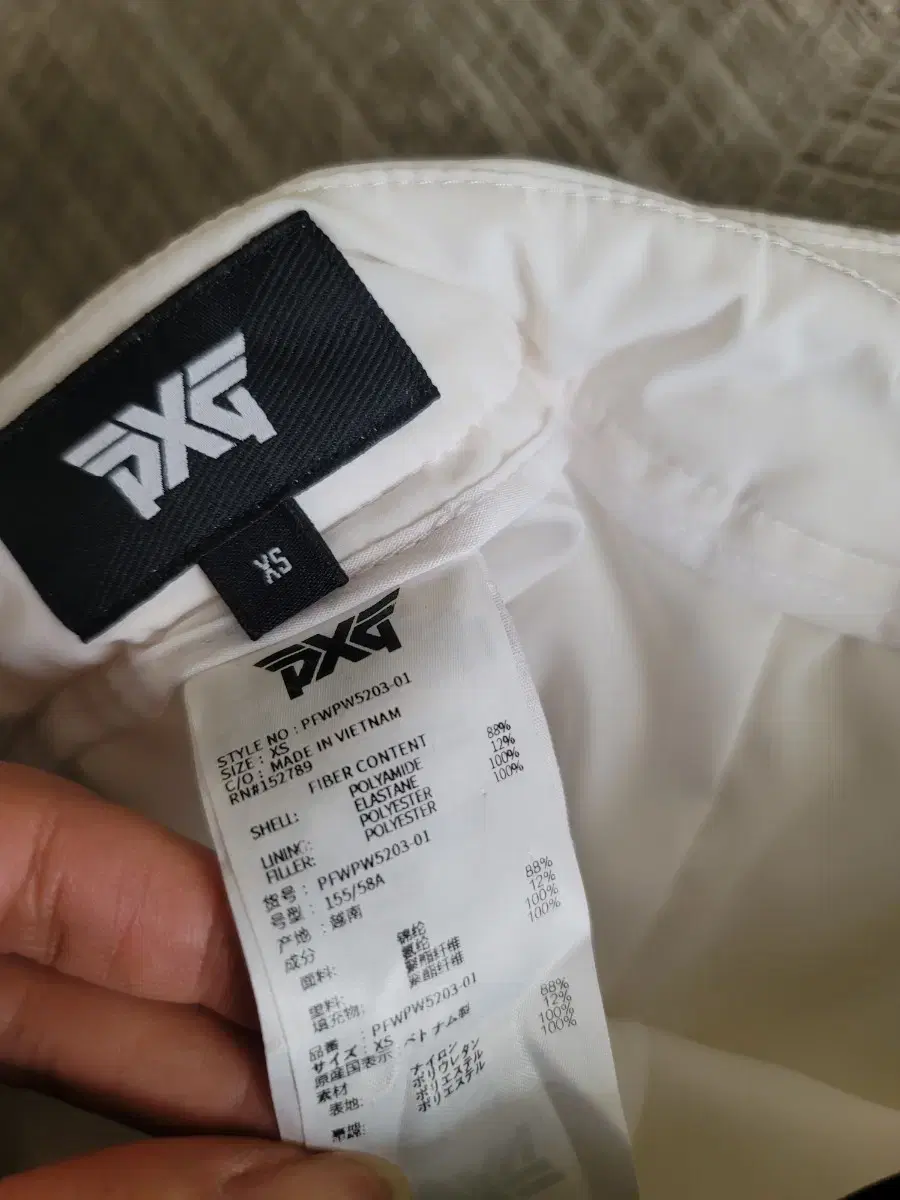 PXG
XS
PXG
STYLE NO : PFWPW5203-01
SIZE : XS
C/O : MADE IN VIETNAM
RN#152789
FIBER CONTENT
SHELL: POLYAMIDE 88%
ELASTANE 12%
LINING: POLYESTER 100%
FILLER: POLYESTER 100%
货号 : PFWPW5203-01
号型 : 155/58A
产地 : 越南
成分
面料: 锦纶 88%
氨纶 12%
里料: 聚酯纤维 100%
填充物: 聚酯纤维 100%
品番 : PFWPW5203-01
サイズ : XS
原産国表示 : ベトナム製
素材
表地: ナイロン 88%
ポリウレタン 12%
ポリエステル 100%
ポリエステル 100%